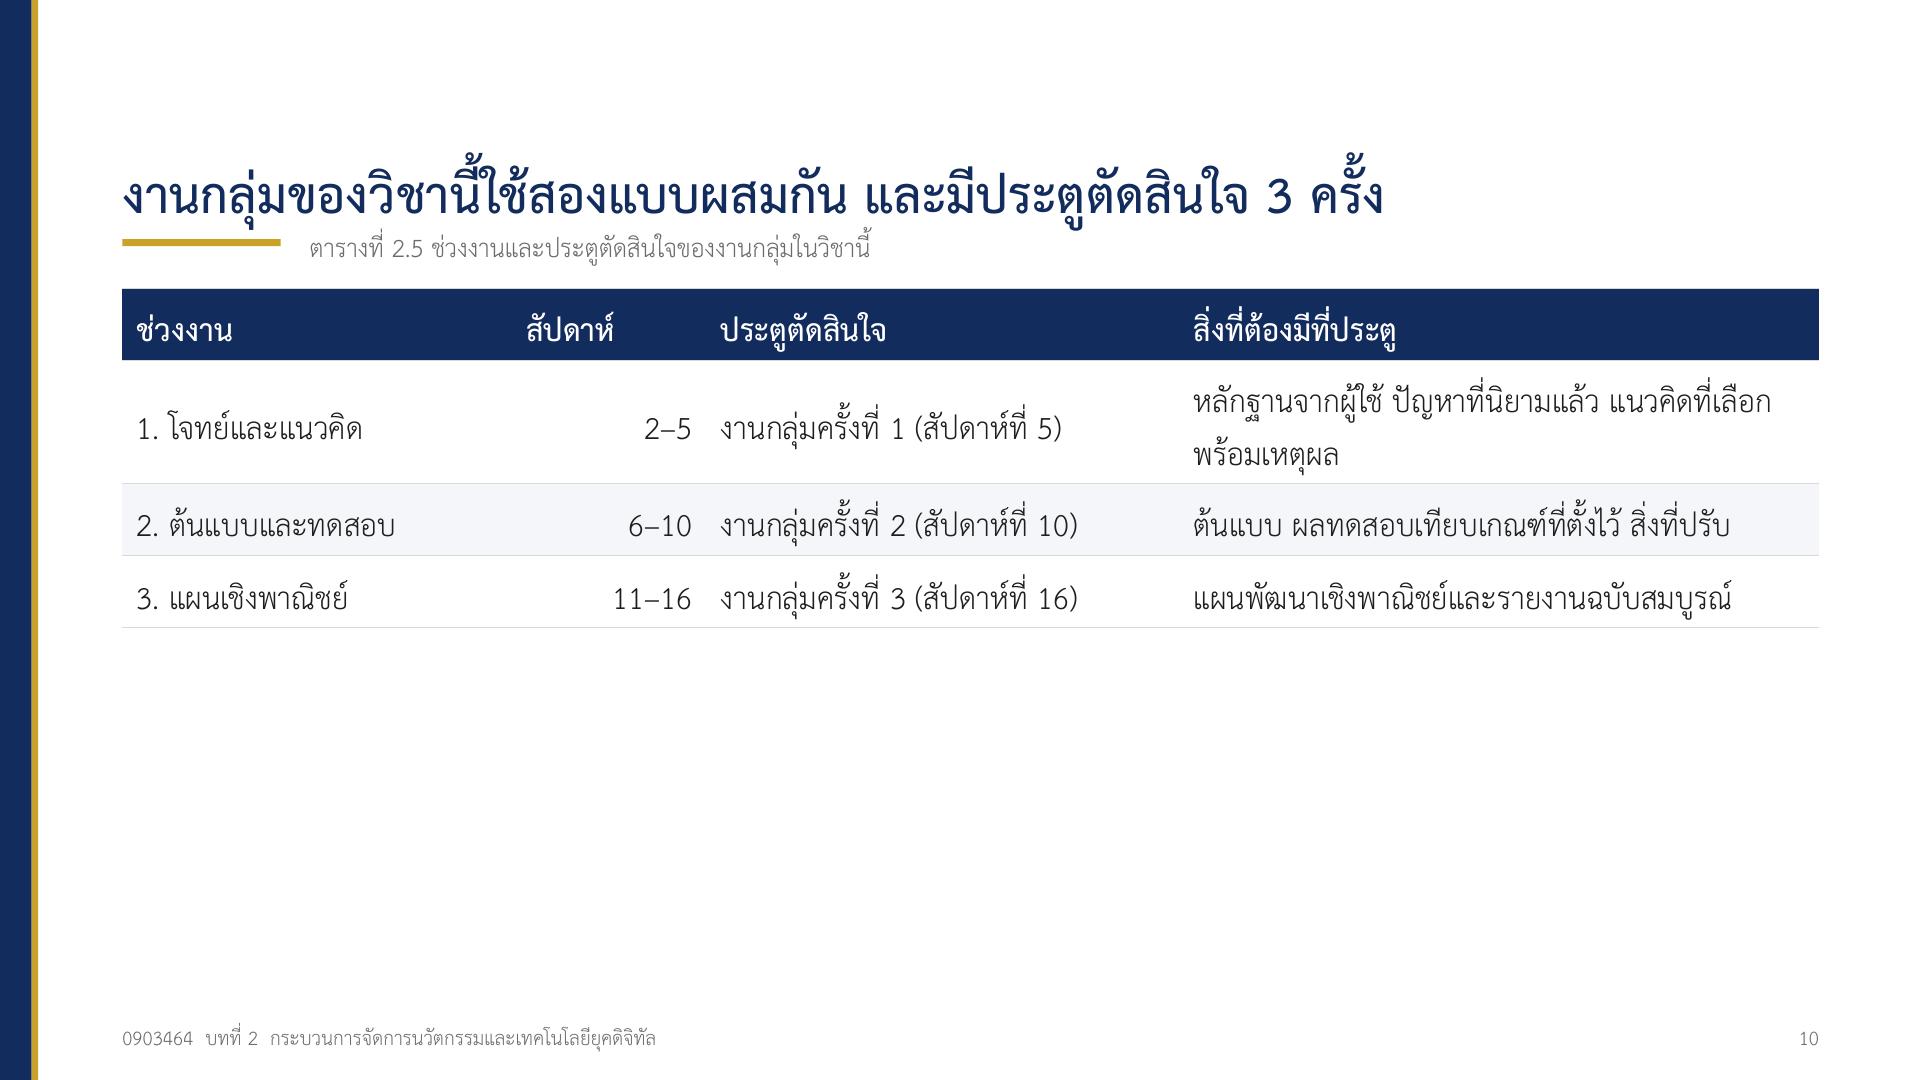 งานกลุ่มของวิชานี้ใช้สองแบบผสมกัน และมีประตูตัดสินใจ 3 ครั้ง
ตารางที่ 2.5 ช่วงงานและประตูตัดสินใจของงานกลุ่มในวิชานี้
ช่วงงาน สัปดาห์ ประตูตัดสินใจ สิ่งที่ต้องมีที่ประตู
1. โจทย์และแนวคิด 2–5 งานกลุ่มครั้งที่ 1 (สัปดาห์ที่ 5) หลักฐานจากผู้ใช้ ปัญหาที่นิยามแล้ว แนวคิดที่เลือก
พร้อมเหตุผล
2. ต้นแบบและทดสอบ 6–10 งานกลุ่มครั้งที่ 2 (สัปดาห์ที่ 10) ต้นแบบ ผลทดสอบเทียบเกณฑ์ที่ตั้งไว้ สิ่งที่ปรับ
3. แผนเชิงพาณิชย์ 11–16 งานกลุ่มครั้งที่ 3 (สัปดาห์ที่ 16) แผนพัฒนาเชิงพาณิชย์และรายงานฉบับสมบูรณ์
0903464 บทที่ 2 กระบวนการจัดการนวัตกรรมและเทคโนโลยียุคดิจิทัล 10